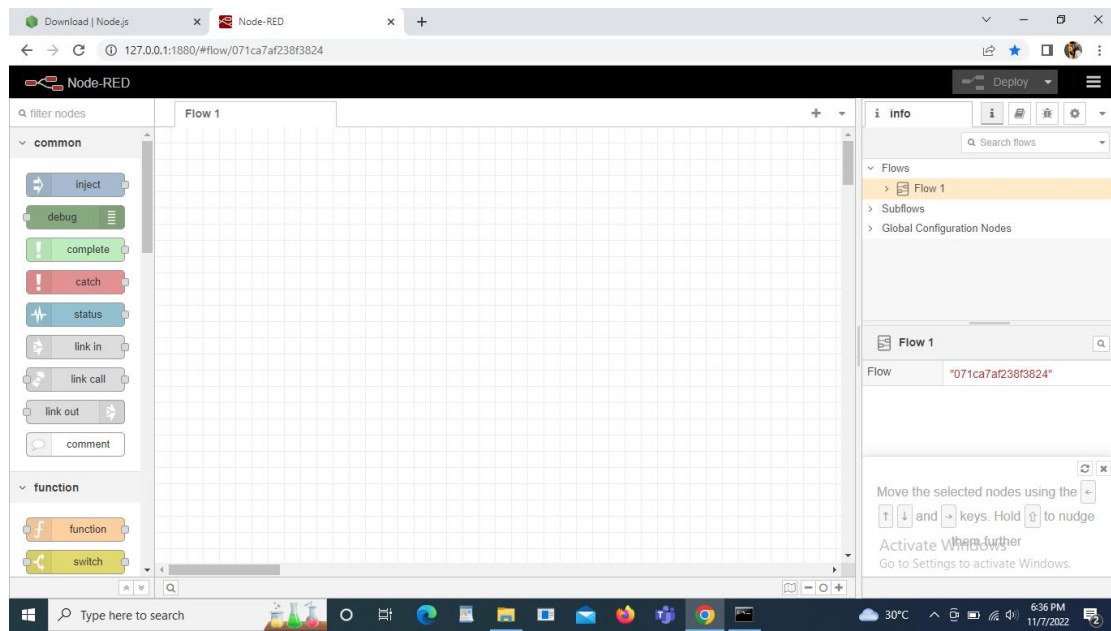 Download | Node.js
Node-RED
127.0.0.1:1880/#flow/071ca7af238f3824
Node-RED
Deploy
filter nodes
Flow 1
i info
i
common
Search flows
inject
Flows
Flow 1
debug
Subflows
Global Configuration Nodes
complete
catch
status
link in
Flow 1
link call
Flow "071ca7af238f3824"
link out
comment
function
Move the selected nodes using the ←
↑ ↓ and → keys. Hold ⇧ to nudge
them further
function
Activate Windows
Go to Settings to activate Windows.
switch
Type here to search
30°C
6:36 PM
11/7/2022
2